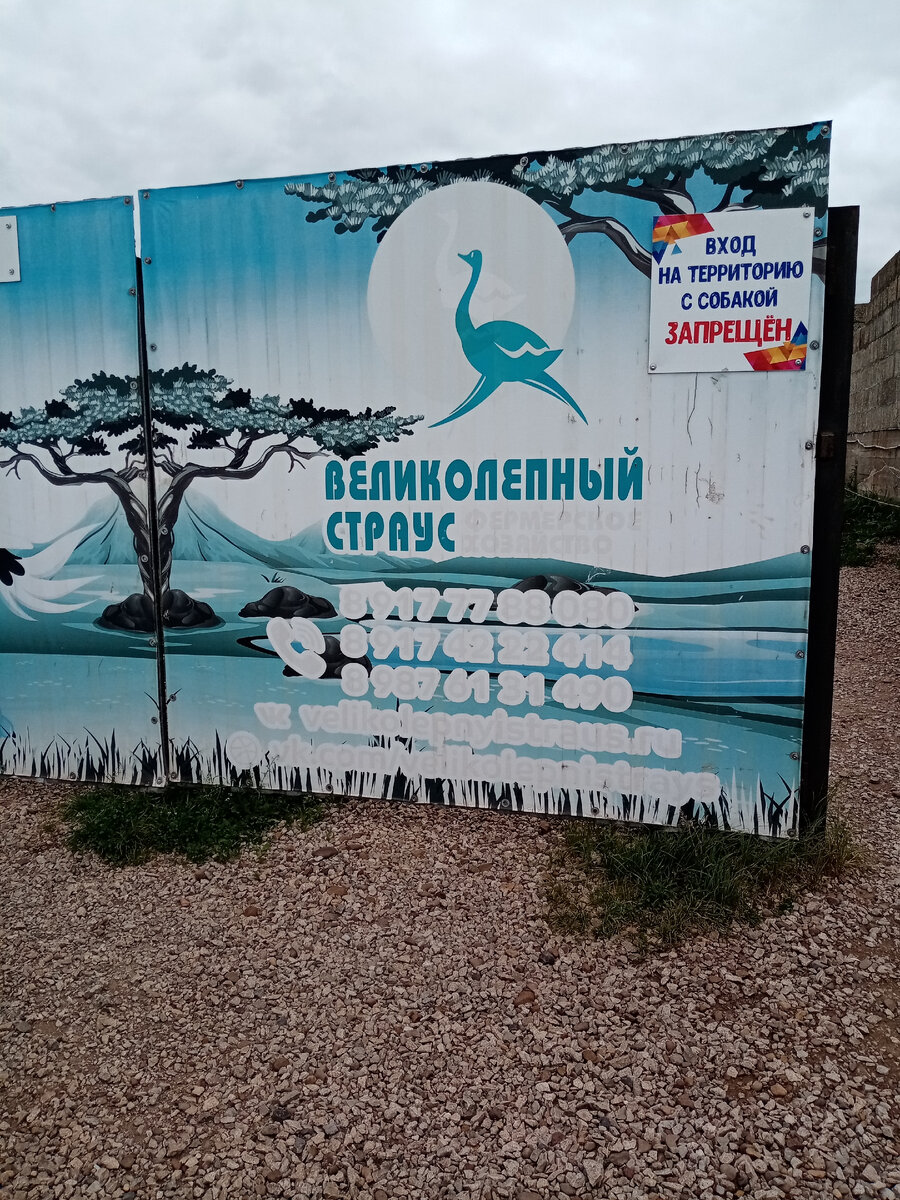 ВХОД
НА ТЕРРИТОРИЮ
С СОБАКОЙ
ЗАПРЕЩЁН
ВЕЛИКОЛЕПНЫЙ
СТРАУС
ФЕРМЕРСКОЕ
ХОЗЯЙСТВО
8 917 77 88 080
8 917 42 22 414
8 987 61 31 490
velikolepnyistraus.ru
vk.com/velikolepnistraus